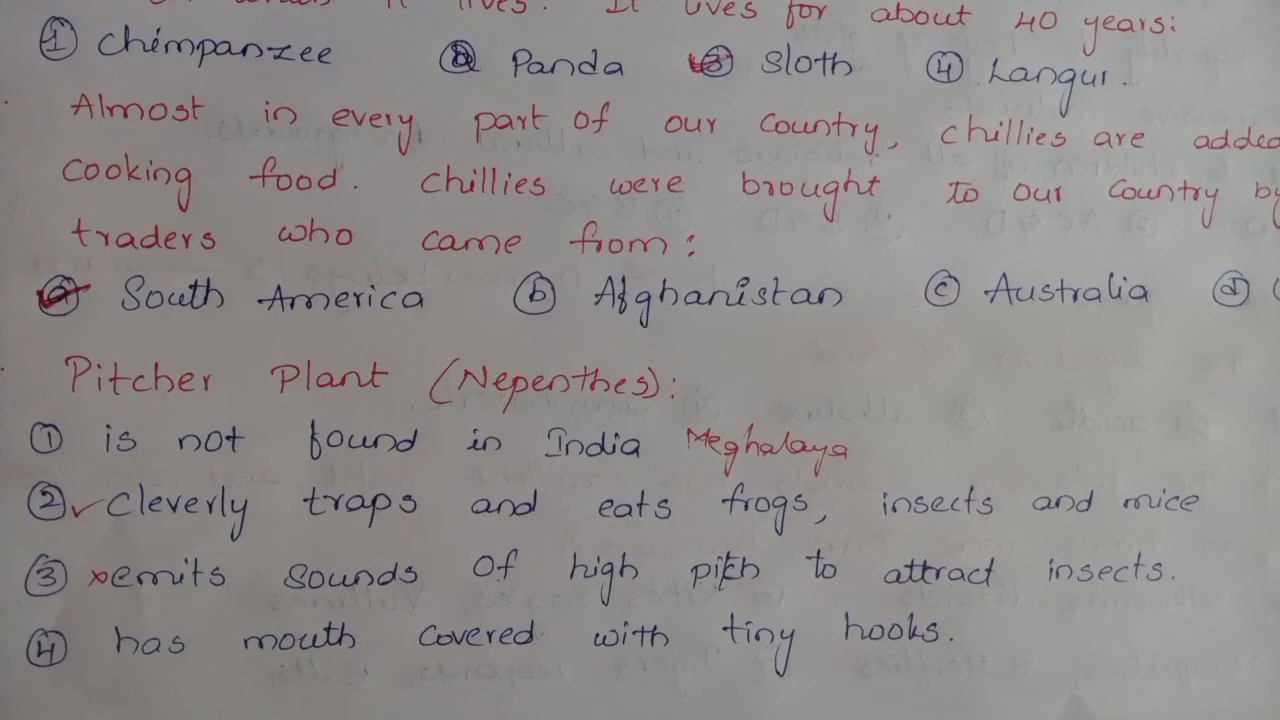 it lives. It lives for about 40 years:
① Chimpanzee ② Panda ③ Sloth ④ Langur.
Almost in every part of our country, chillies are added
cooking food. chillies were brought to our country by
traders who came from:
ⓐ South America ⓑ Afghanistan ⓒ Australia ⓓ
Pitcher Plant (Nepenthes):
① is not found in India Meghalaya
② ✓ Cleverly traps and eats frogs, insects and mice
③ × emits sounds of high pitch to attract insects.
④ has mouth covered with tiny hooks.